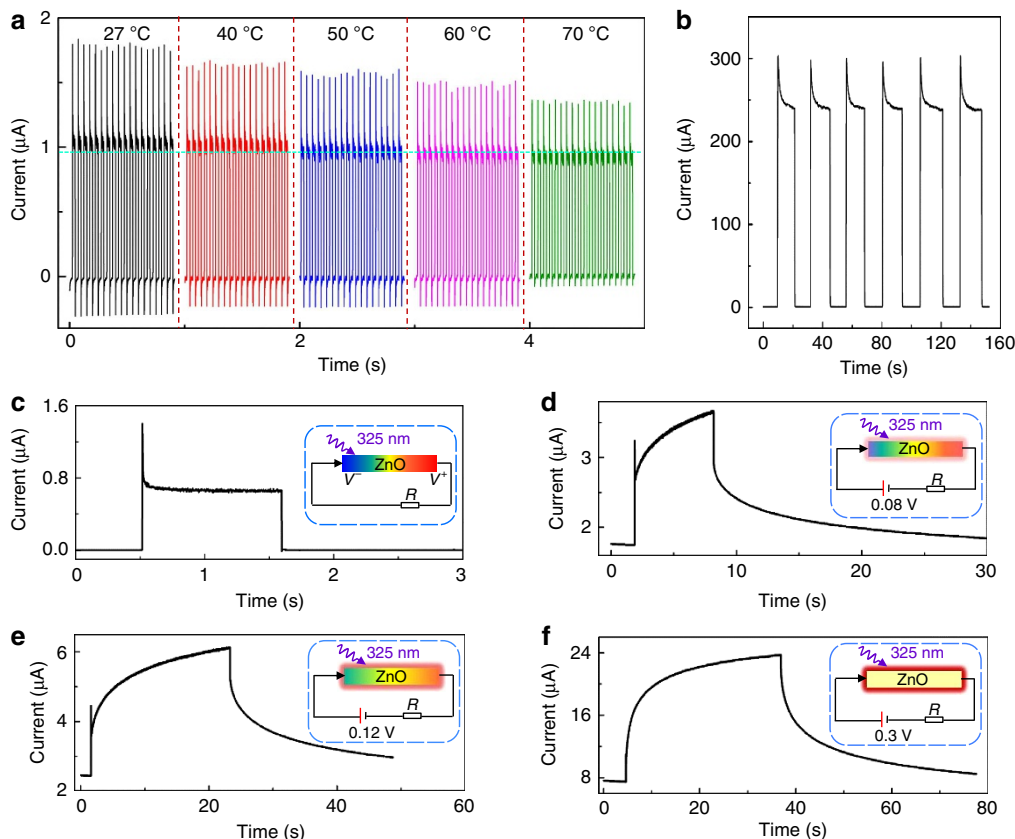 a
27 °C 40 °C 50 °C 60 °C 70 °C
2
1
0
Current (µA)
0 2 4
Time (s)
b
300
200
100
0
Current (µA)
0 40 80 120 160
Time (s)
c
1.6
0.8
0.0
Current (µA)
0 1 2 3
Time (s)
325 nm
ZnO
V⁻ V⁺
R
d
3
2
Current (µA)
0 10 20 30
Time (s)
325 nm
ZnO
R
0.08 V
e
6
4
2
Current (µA)
0 20 40 60
Time (s)
325 nm
ZnO
R
0.12 V
f
24
16
8
Current (µA)
0 20 40 60 80
Time (s)
325 nm
ZnO
R
0.3 V